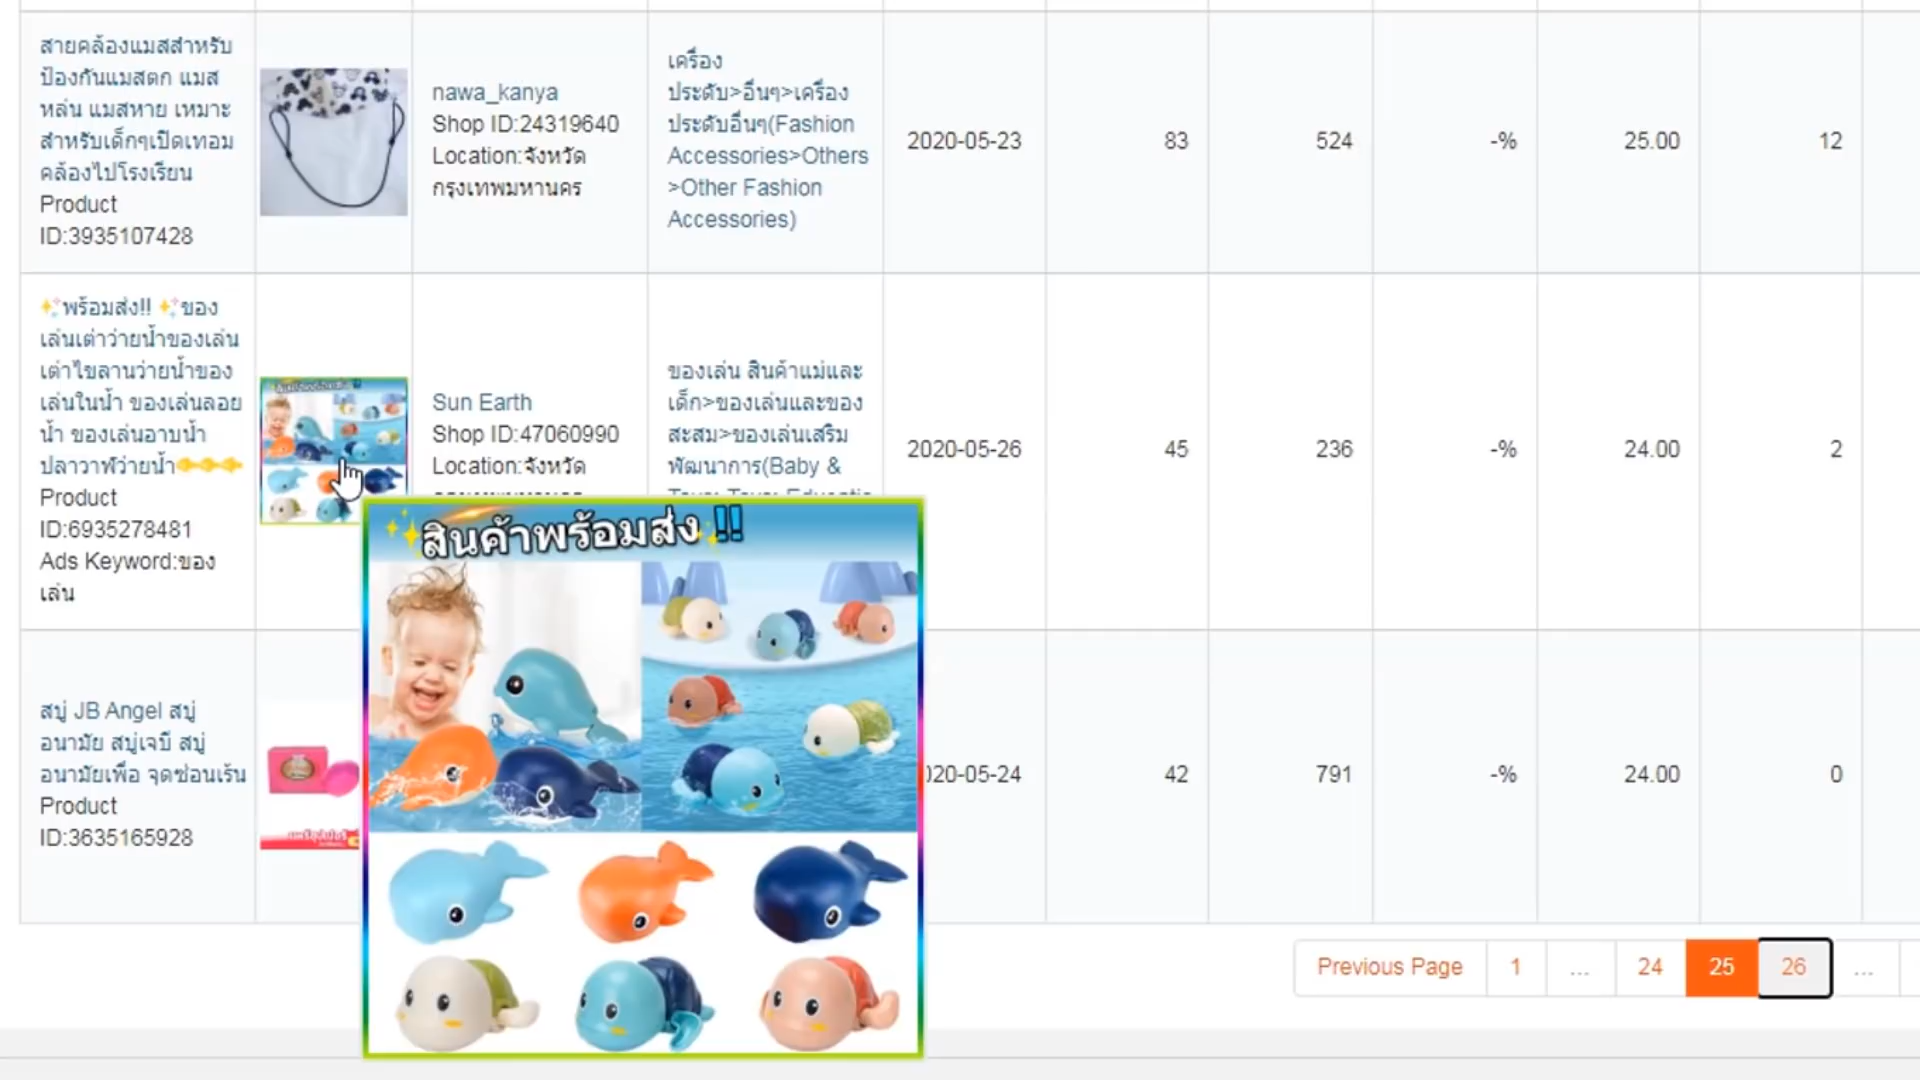 สายคล้องแมสสำหรับ
ป้องกันแมสตก แมส
หล่น แมสหาย เหมาะ
สำหรับเด็กๆเปิดเทอม
คล้องไปโรงเรียน
Product
ID:3935107428
nawa_kanya
Shop ID:24319640
Location:จังหวัด
กรุงเทพมหานคร
เครื่อง
ประดับ>อื่นๆ>เครื่อง
ประดับอื่นๆ(Fashion
Accessories>Others
>Other Fashion
Accessories)
2020-05-23
83
524
-%
25.00
12
✨พร้อมส่ง!! ✨ของ
เล่นเต่าว่ายน้ำของเล่น
เต่าไขลานว่ายน้ำของ
เล่นในน้ำ ของเล่นลอย
น้ำ ของเล่นอาบน้ำ
ปลาวาฬว่ายน้ำ
Product
ID:6935278481
Ads Keyword:ของ
เล่น
Sun Earth
Shop ID:47060990
Location:จังหวัด
ของเล่น สินค้าแม่และ
เด็ก>ของเล่นและของ
สะสม>ของเล่นเสริม
พัฒนาการ(Baby &
2020-05-26
45
236
-%
24.00
2
สินค้าพร้อมส่ง !!
สบู่ JB Angel สบู่
อนามัย สบู่เจบี สบู่
อนามัยเพื่อ จุดซ่อนเร้น
Product
ID:3635165928
020-05-24
42
791
-%
24.00
0
Previous Page
1
...
24
25
26
...